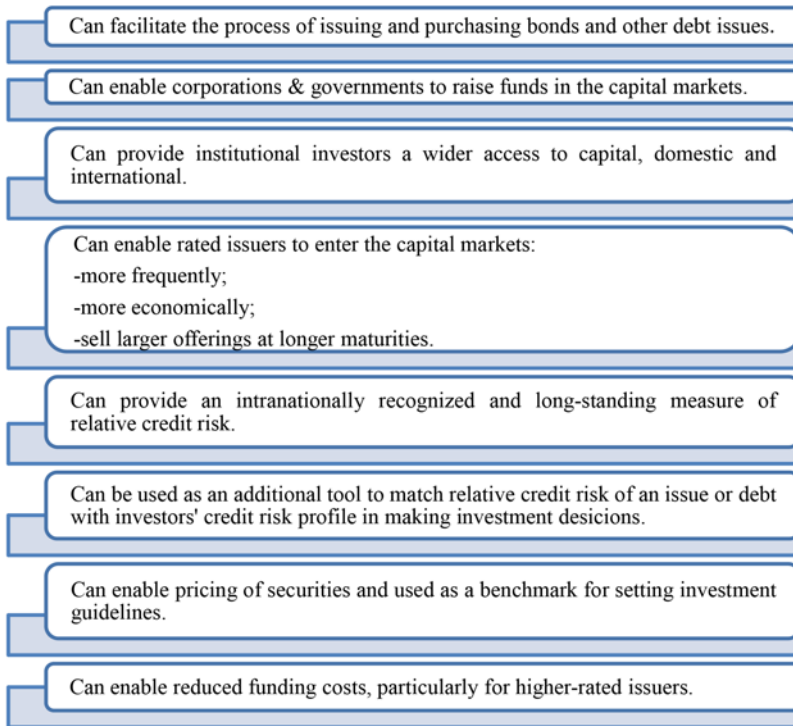 Can facilitate the process of issuing and purchasing bonds and other debt issues.
Can enable corporations & governments to raise funds in the capital markets.
Can provide institutional investors a wider access to capital, domestic and
international.
Can enable rated issuers to enter the capital markets:
-more frequently;
-more economically;
-sell larger offerings at longer maturities.
Can provide an intranationally recognized and long-standing measure of
relative credit risk.
Can be used as an additional tool to match relative credit risk of an issue or debt
with investors' credit risk profile in making investment desicions.
Can enable pricing of securities and used as a benchmark for setting investment
guidelines.
Can enable reduced funding costs, particularly for higher-rated issuers.